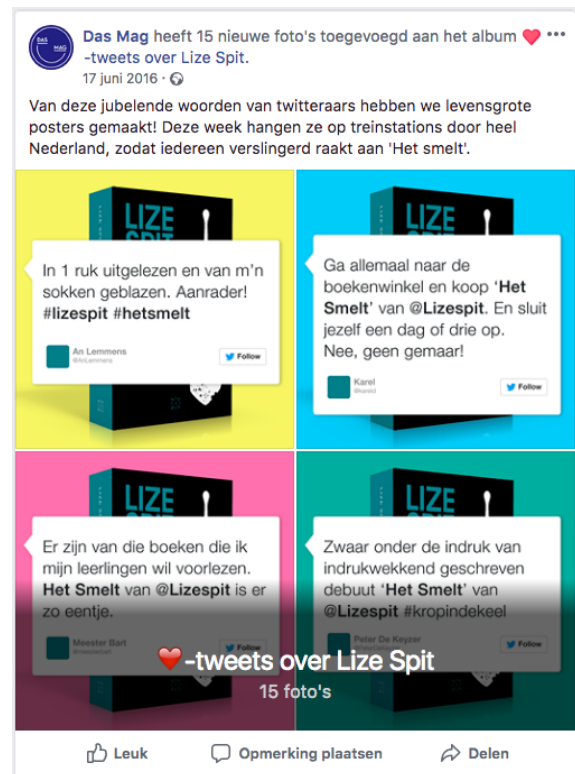 DAS
MAG
Das Mag heeft 15 nieuwe foto's toegevoegd aan het album ❤️ •••
-tweets over Lize Spit.
17 juni 2016 ·
Van deze jubelende woorden van twitteraars hebben we levensgrote
posters gemaakt! Deze week hangen ze op treinstations door heel
Nederland, zodat iedereen verslingerd raakt aan 'Het smelt'.
LIZE
SPIT
In 1 ruk uitgelezen en van m'n
sokken geblazen. Aanrader!
#lizespit #hetsmelt
An Lemmens
@AnLemmens
Follow
LIZE
Ga allemaal naar de
boekenwinkel en koop ‘Het
Smelt’ van @Lizespit. En sluit
jezelf een dag of drie op.
Nee, geen gemaar!
Karel
@kareld
Follow
LIZE
SPIT
Er zijn van die boeken die ik
mijn leerlingen wil voorlezen.
Het Smelt van @Lizespit is er
zo eentje.
Meester Bart
Follow
LIZE
SPIT
Zwaar onder de indruk van
indrukwekkend geschreven
debuut ‘Het Smelt’ van
@Lizespit #kropindekeel
Peter De Keyzer
Follow
❤️-tweets over Lize Spit
15 foto's
Leuk
Opmerking plaatsen
Delen